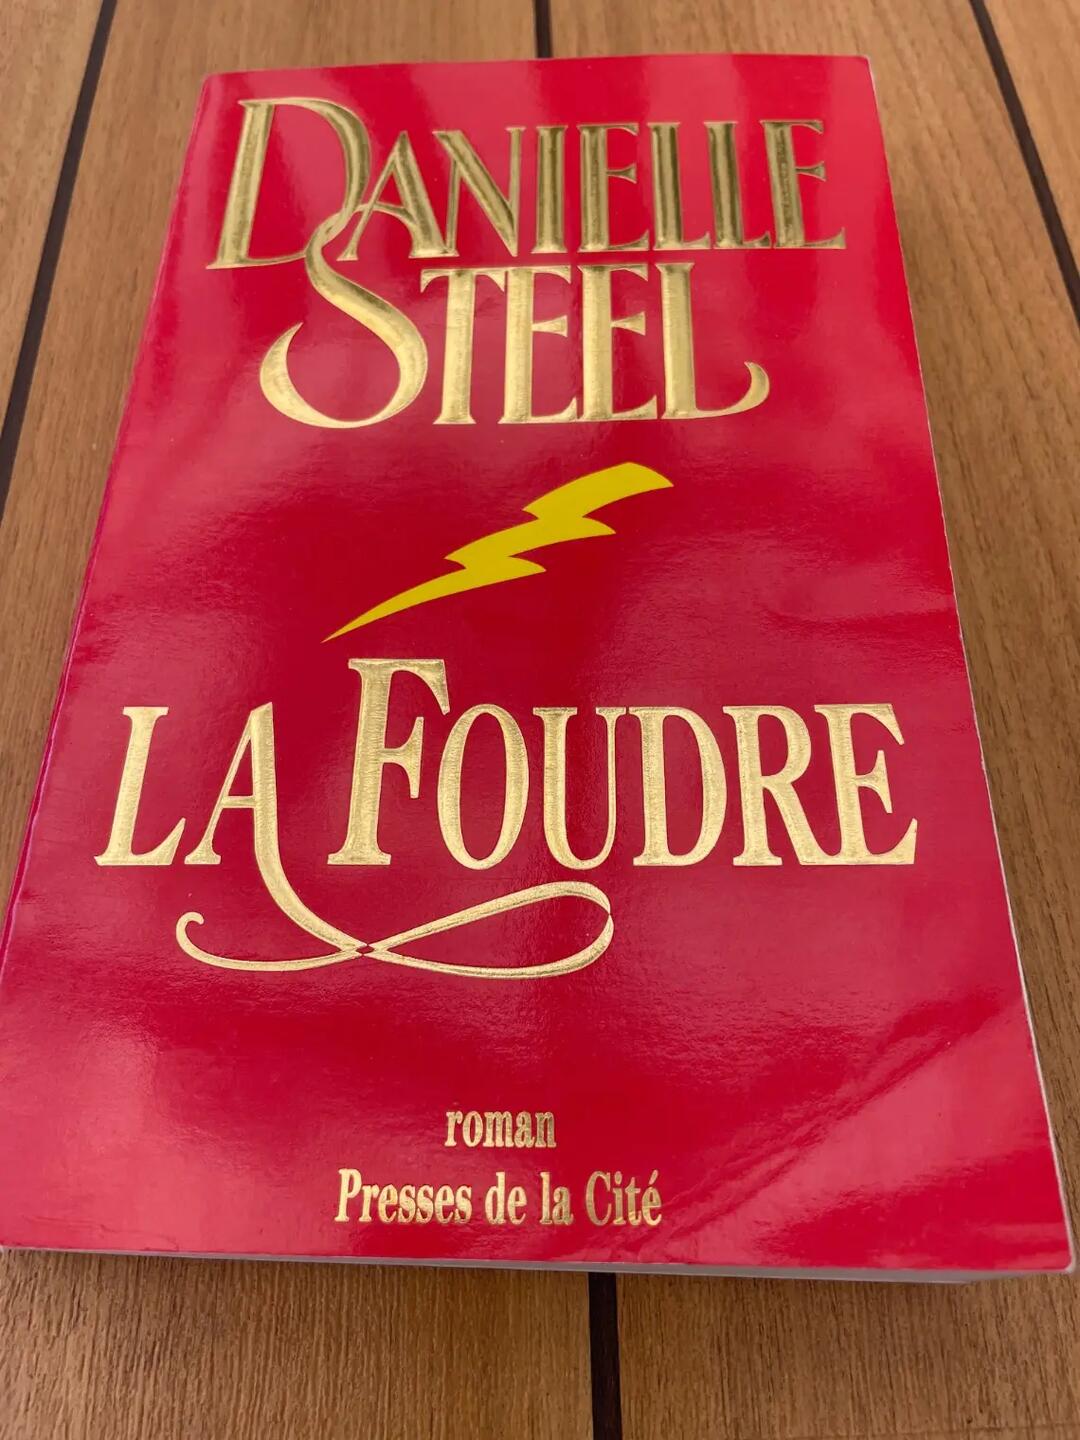 DANIELLE
STEEL
LA FOUDRE
roman
Presses de la Cité